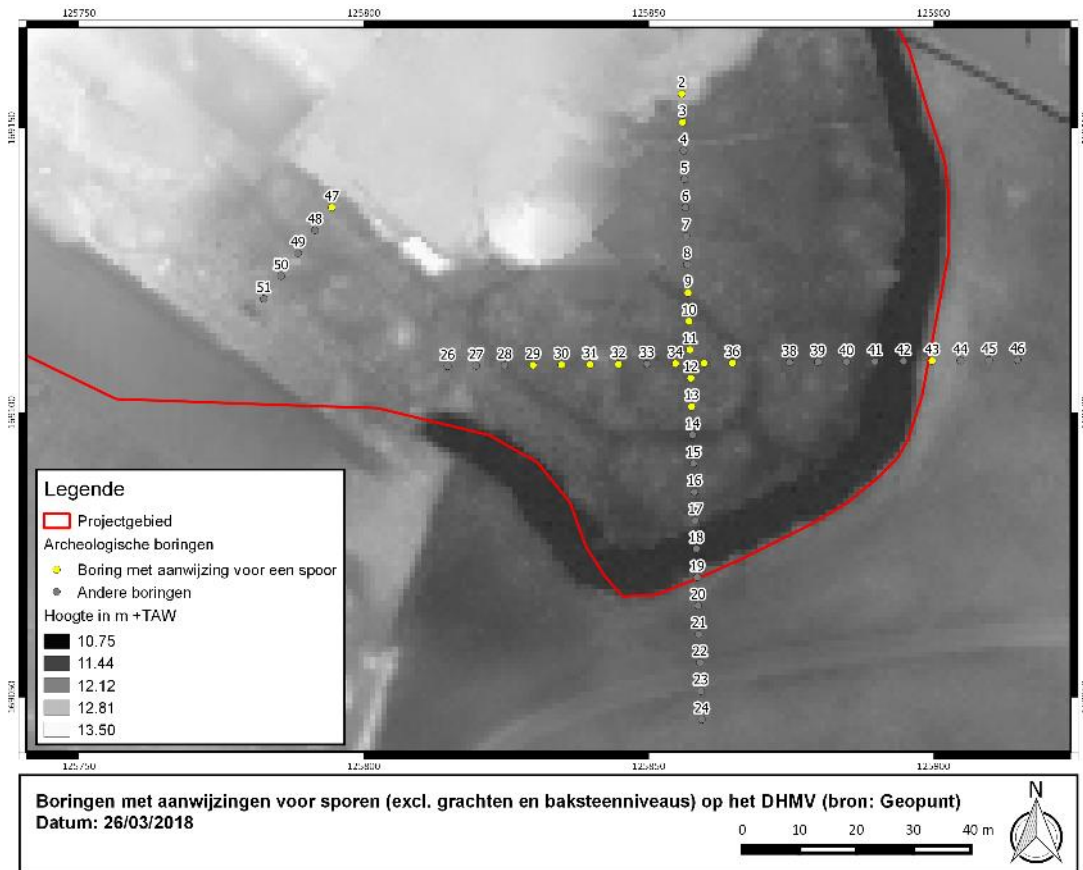 125750 125800 125850 125900
2
3
169150
4
5
6
47
7
48
8
49
9
50
51
10
11
26 27 28 29 30 31 32 33 34 36 38 39 40 41 42 43 44 45 46
12
13
169100
14
15
16
17
18
19
20
21
22
23
24
169050
Legende
Projectgebied
Archeologische boringen
Boring met aanwijzing voor een spoor
Andere boringen
Hoogte in m +TAW
10.75
11.44
12.12
12.81
13.50
125750 125800 125850 125900
Boringen met aanwijzingen voor sporen (excl. grachten en baksteenniveaus) op het DHMV (bron: Geopunt)
Datum: 26/03/2018
N
0 10 20 30 40 m